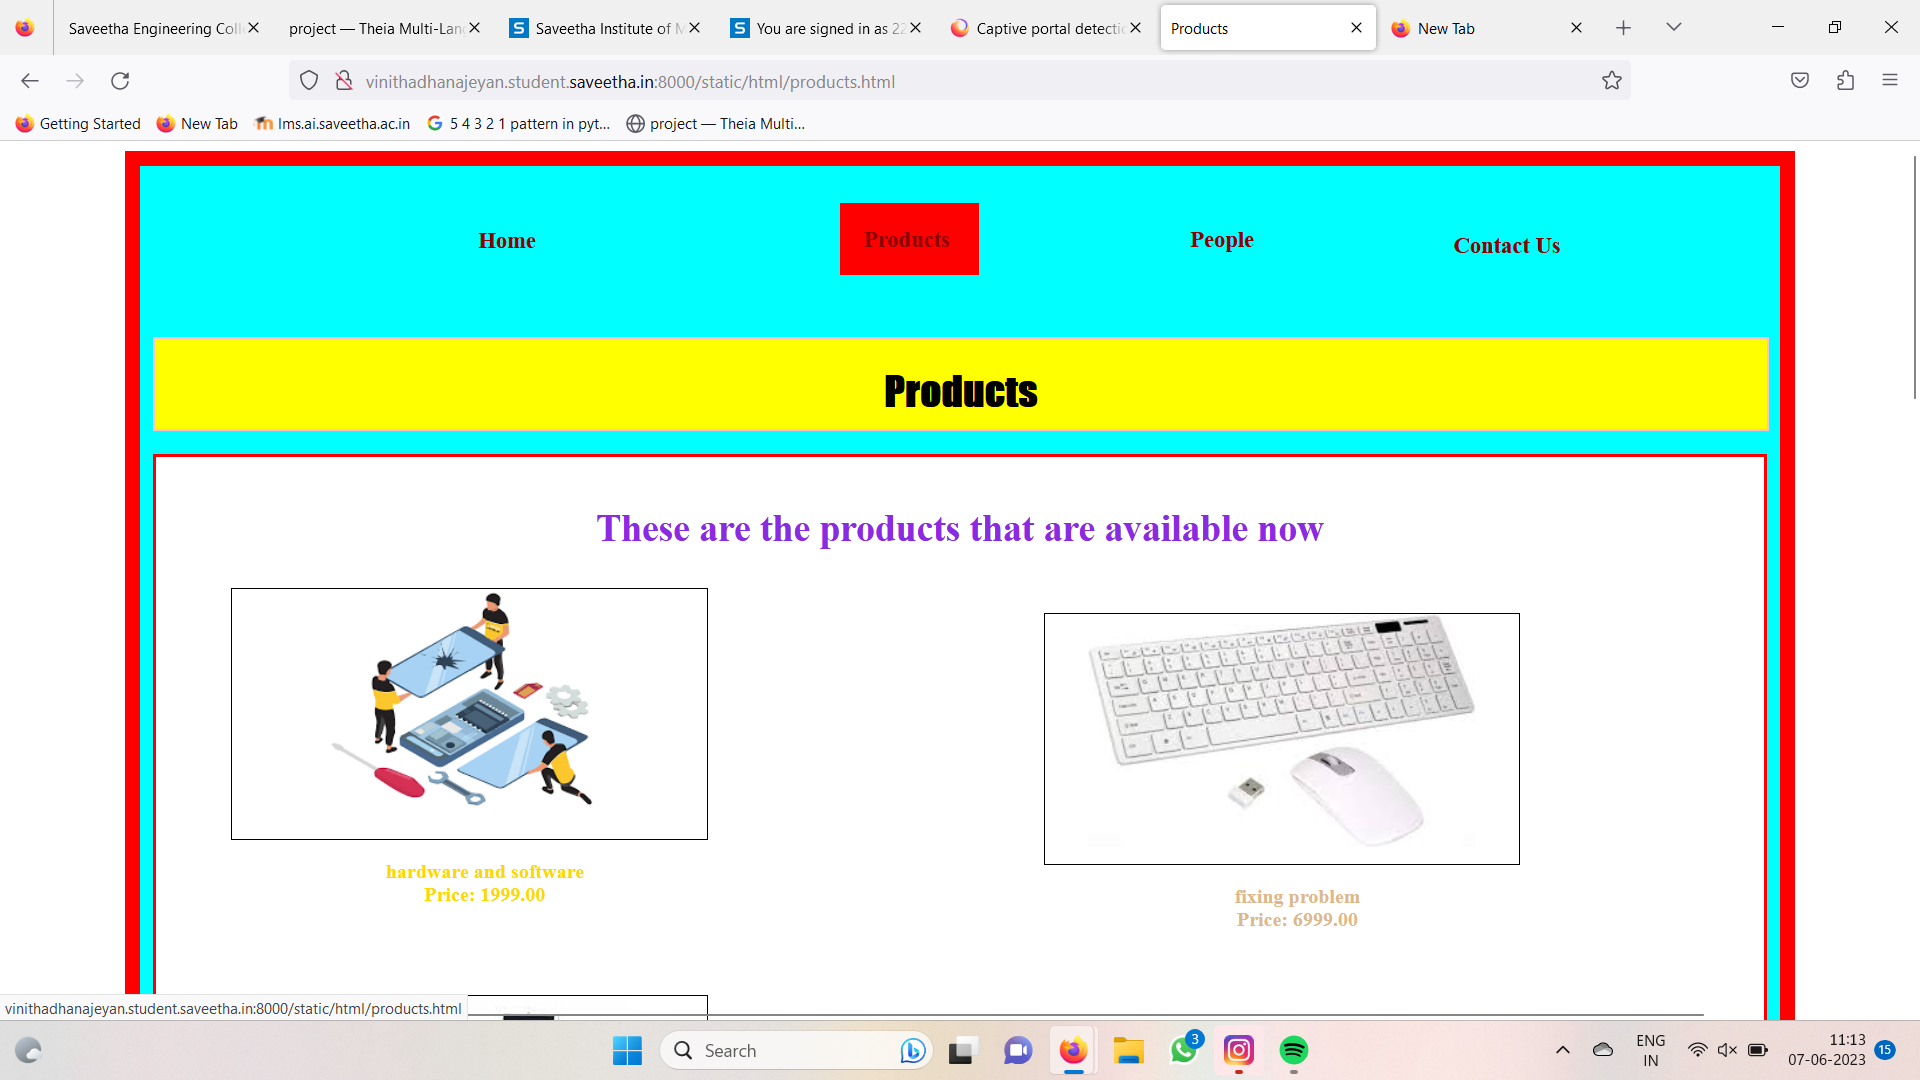 Saveetha Engineering Coll
project — Theia Multi-Lang
Saveetha Institute of M
You are signed in as 22
Captive portal detectio
Products
New Tab
vinithadhanajeyan.student.saveetha.in:8000/static/html/products.html
Getting Started
New Tab
lms.ai.saveetha.ac.in
5 4 3 2 1 pattern in pyt...
project — Theia Multi...
Home
Products
People
Contact Us
Products
These are the products that are available now
hardware and software
Price: 1999.00
fixing problem
Price: 6999.00
vinithadhanajeyan.student.saveetha.in:8000/static/html/products.html
Search
3
ENG
IN
11:13
07-06-2023
15